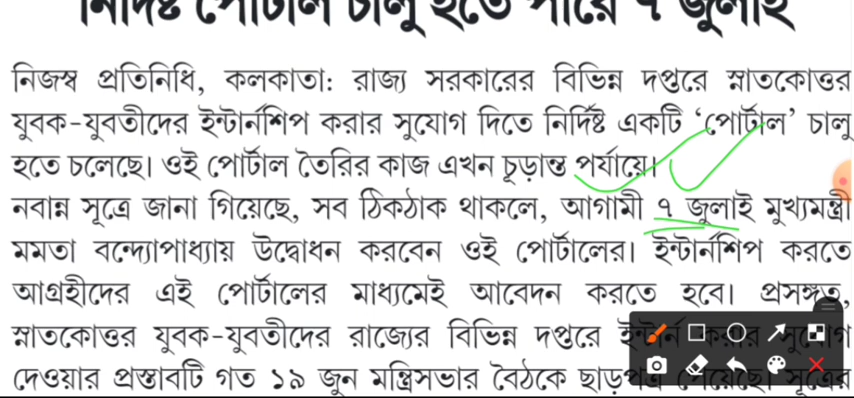 নির্দিষ্ট পোর্টাল চালু হতে পারে ৭ জুলাই
নিজস্ব প্রতিনিধি, কলকাতা: রাজ্য সরকারের বিভিন্ন দপ্তরে স্নাতকোত্তর
যুবক-যুবতীদের ইন্টার্নশিপ করার সুযোগ দিতে নির্দিষ্ট একটি ‘পোর্টাল’ চালু
হতে চলেছে। ওই পোর্টাল তৈরির কাজ এখন চূড়ান্ত পর্যায়ে।
নবান্ন সূত্রে জানা গিয়েছে, সব ঠিকঠাক থাকলে, আগামী ৭ জুলাই মুখ্যমন্ত্রী
মমতা বন্দ্যোপাধ্যায় উদ্বোধন করবেন ওই পোর্টালের। ইন্টার্নশিপ করতে
আগ্রহীদের এই পোর্টালের মাধ্যমেই আবেদন করতে হবে। প্রসঙ্গত,
স্নাতকোত্তর যুবক-যুবতীদের রাজ্যের বিভিন্ন দপ্তরে
দেওয়ার প্রস্তাবটি গত ১৯ জুন মন্ত্রিসভার বৈঠকে